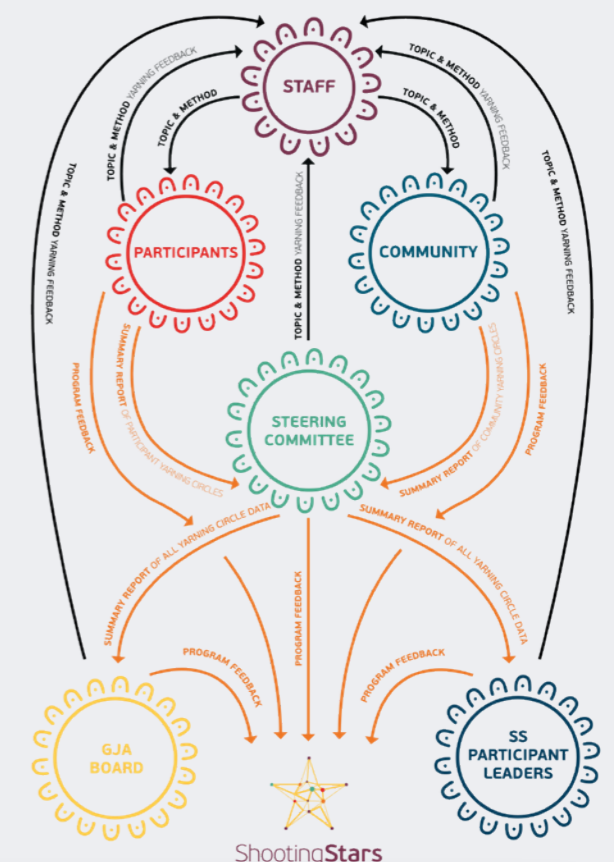 STAFF
TOPIC & METHOD YARNING FEEDBACK
TOPIC & METHOD YARNING FEEDBACK
TOPIC & METHOD
TOPIC & METHOD
TOPIC & METHOD YARNING FEEDBACK
TOPIC & METHOD YARNING FEEDBACK
TOPIC & METHOD YARNING FEEDBACK
PARTICIPANTS
COMMUNITY
PROGRAM FEEDBACK
SUMMARY REPORT OF PARTICIPANT YARNING CIRCLES
STEERING
COMMITTEE
SUMMARY REPORT OF COMMUNITY YARNING CIRCLES
PROGRAM FEEDBACK
SUMMARY REPORT OF ALL YARNING CIRCLE DATA
SUMMARY REPORT OF ALL YARNING CIRCLE DATA
PROGRAM FEEDBACK
PROGRAM FEEDBACK
PROGRAM FEEDBACK
GJA
BOARD
SS
PARTICIPANT
LEADERS
ShootingStars